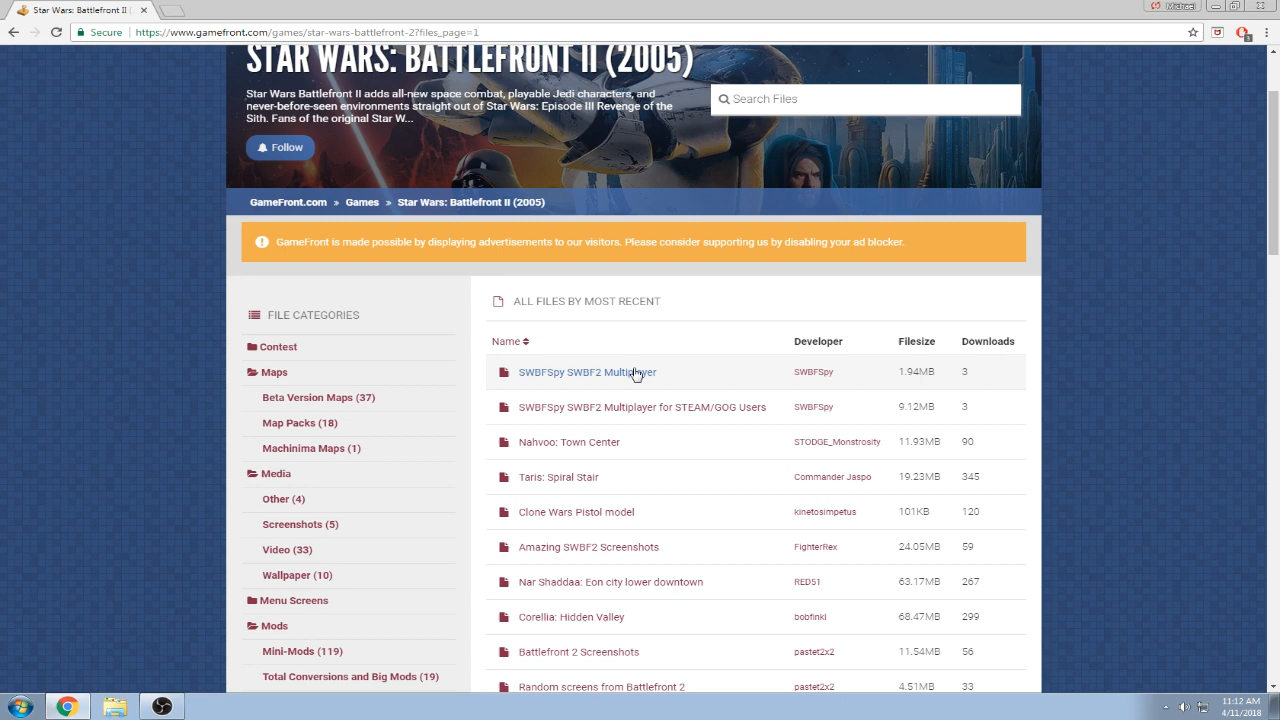 Star Wars: Battlefront II (
Michael
Secure
https://www.gamefront.com/games/star-wars-battlefront-2?files_page=1
STAR WARS: BATTLEFRONT II (2005)
Star Wars Battlefront II adds all-new space combat, playable Jedi characters, and
never-before-seen environments straight out of Star Wars: Episode III Revenge of the
Sith. Fans of the original Star W...
Search Files
Follow
GameFront.com » Games » Star Wars: Battlefront II (2005)
GameFront is made possible by displaying advertisements to our visitors. Please consider supporting us by disabling your ad blocker.
FILE CATEGORIES
Contest
Maps
Beta Version Maps (37)
Map Packs (18)
Machinima Maps (1)
Media
Other (4)
Screenshots (5)
Video (33)
Wallpaper (10)
Menu Screens
Mods
Mini-Mods (119)
Total Conversions and Big Mods (19)
ALL FILES BY MOST RECENT
Name Developer Filesize Downloads
SWBFSpy SWBF2 Multiplayer SWBFSpy 1.94MB 3
SWBFSpy SWBF2 Multiplayer for STEAM/GOG Users SWBFSpy 9.12MB 3
Nahvoo: Town Center STODGE_Monstrosity 11.93MB 90
Taris: Spiral Stair Commander Jaspo 19.23MB 345
Clone Wars Pistol model kinetosimpetus 101KB 120
Amazing SWBF2 Screenshots FighterRex 24.05MB 59
Nar Shaddaa: Eon city lower downtown RED51 63.17MB 267
Corellia: Hidden Valley bobfinkl 68.47MB 299
Battlefront 2 Screenshots pastet2x2 11.54MB 56
Random screens from Battlefront 2 pastet2x2 4.51MB 33
11:12 AM
4/11/2018